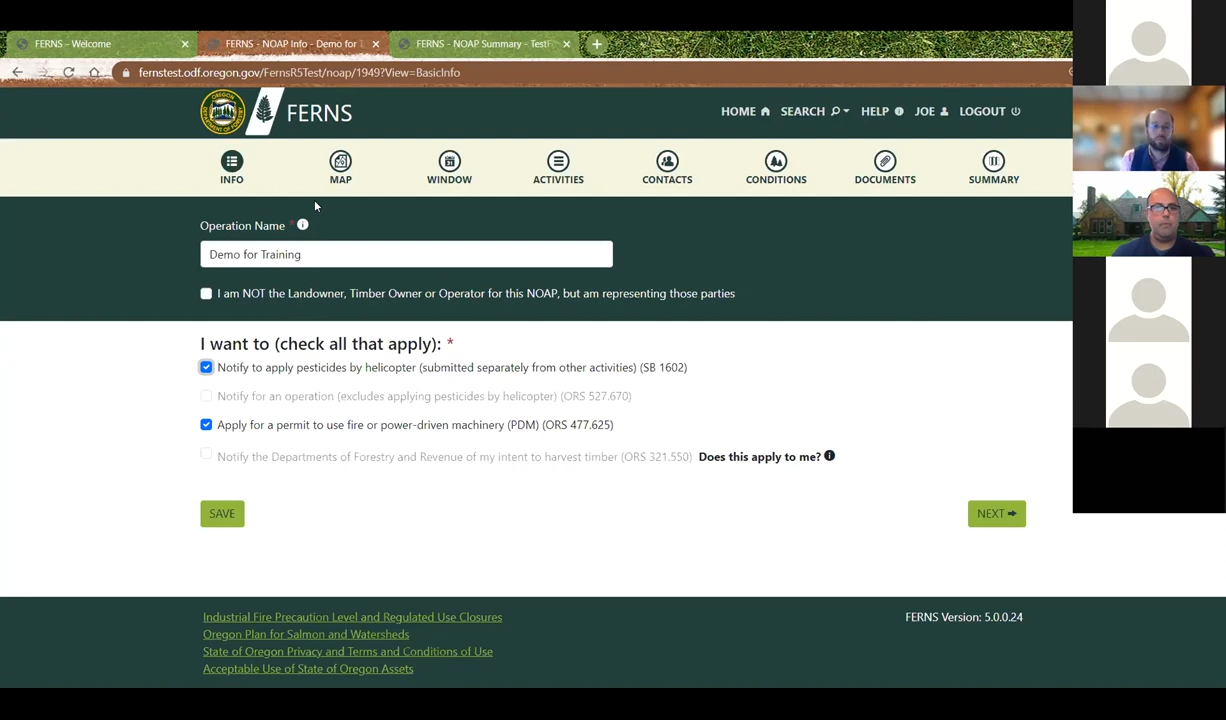 FERNS - Welcome
FERNS - NOAP Info - Demo for
FERNS - NOAP Summary - Test
fernstest.odf.oregon.gov/FernsR5Test/noap/1949?View=BasicInfo
FERNS
HOME SEARCH HELP JOE LOGOUT
INFO MAP WINDOW ACTIVITIES CONTACTS CONDITIONS DOCUMENTS SUMMARY
Operation Name *
Demo for Training
I am NOT the Landowner, Timber Owner or Operator for this NOAP, but am representing those parties
I want to (check all that apply): *
Notify to apply pesticides by helicopter (submitted separately from other activities) (SB 1602)
Notify for an operation (excludes applying pesticides by helicopter) (ORS 527.670)
Apply for a permit to use fire or power-driven machinery (PDM) (ORS 477.625)
Notify the Departments of Forestry and Revenue of my intent to harvest timber (ORS 321.550) Does this apply to me?
SAVE
NEXT
Industrial Fire Precaution Level and Regulated Use Closures
FERNS Version: 5.0.0.24
Oregon Plan for Salmon and Watersheds
State of Oregon Privacy and Terms and Conditions of Use
Acceptable Use of State of Oregon Assets